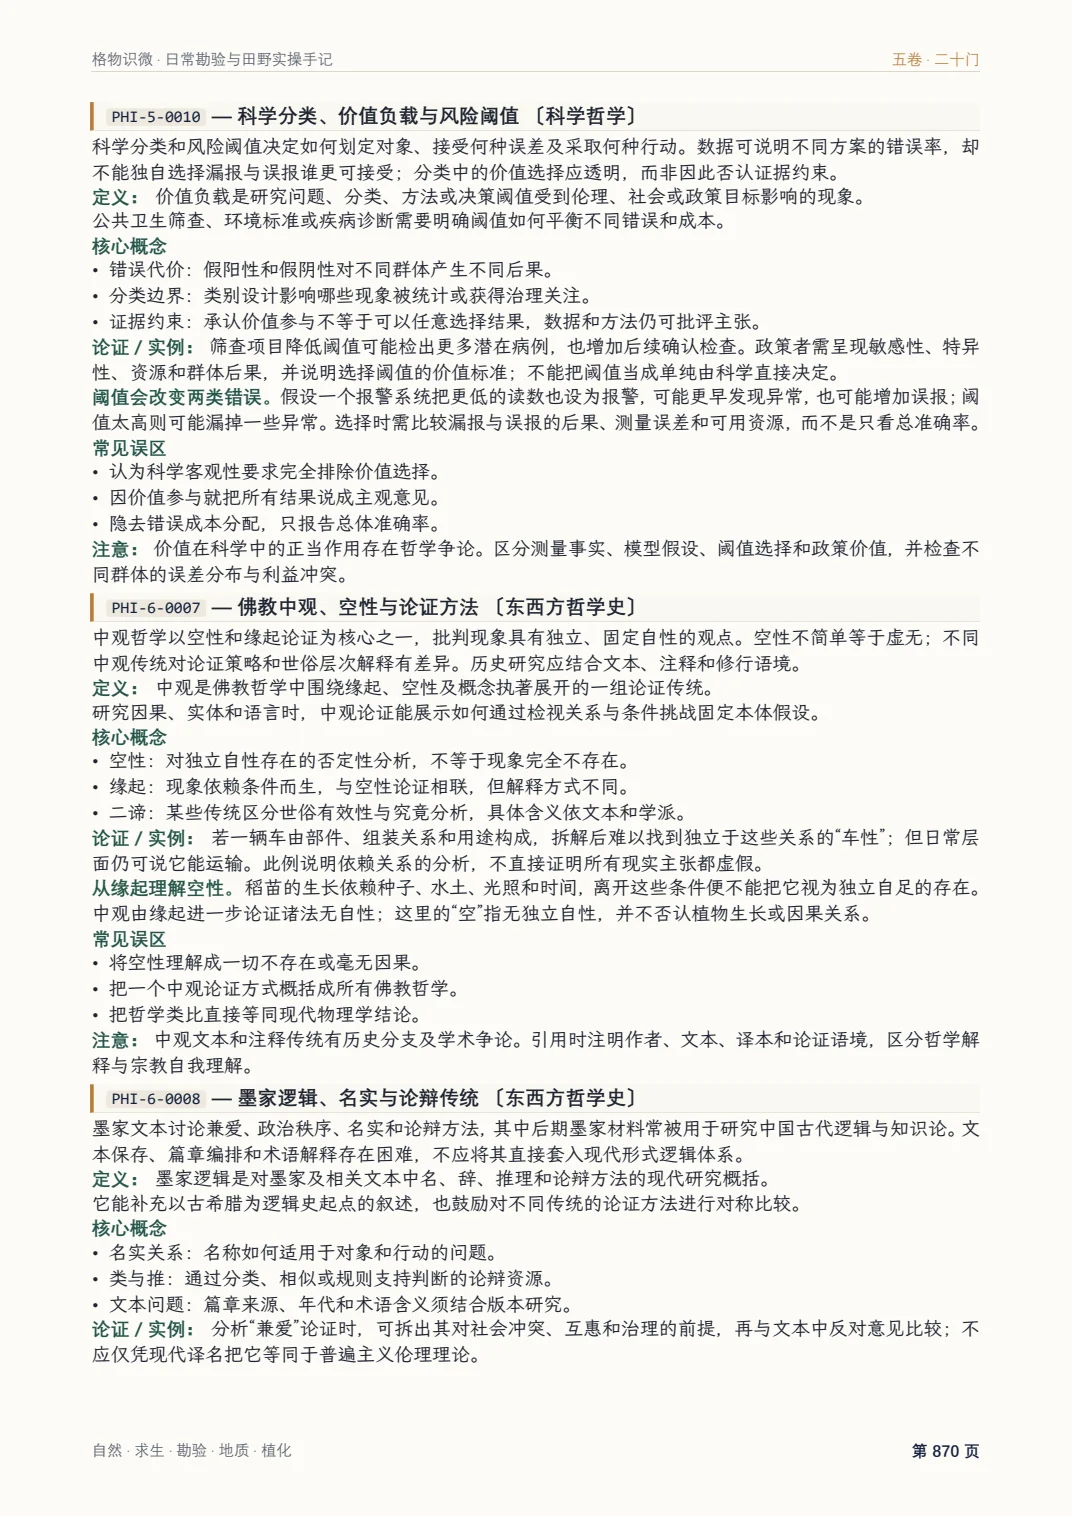 格物识微 · 日常勘验与田野实操手记
五卷 · 二十门
PHI-5-0010 — 科学分类、价值负载与风险阈值 〔科学哲学〕
科学分类和风险阈值决定如何划定对象、接受何种误差及采取何种行动。数据可说明不同方案的错误率，却
不能独自选择漏报与误报谁更可接受；分类中的价值选择应透明，而非因此否认证据约束。
定义： 价值负载是研究问题、分类、方法或决策阈值受到伦理、社会或政策目标影响的现象。
公共卫生筛查、环境标准或疾病诊断需要明确阈值如何平衡不同错误和成本。
核心概念
• 错误代价：假阳性和假阴性对不同群体产生不同后果。
• 分类边界：类别设计影响哪些现象被统计或获得治理关注。
• 证据约束：承认价值参与不等于可以任意选择结果，数据和方法仍可批评主张。
论证 / 实例： 筛查项目降低阈值可能检出更多潜在病例，也增加后续确认检查。政策者需呈现敏感性、特异
性、资源和群体后果，并说明选择阈值的价值标准；不能把阈值当成单纯由科学直接决定。
阈值会改变两类错误。假设一个报警系统把更低的读数也设为报警，可能更早发现异常，也可能增加误报；阈
值太高则可能漏掉一些异常。选择时需比较漏报与误报的后果、测量误差和可用资源，而不是只看总准确率。
常见误区
• 认为科学客观性要求完全排除价值选择。
• 因价值参与就把所有结果说成主观意见。
• 隐去错误成本分配，只报告总体准确率。
注意： 价值在科学中的正当作用存在哲学争论。区分测量事实、模型假设、阈值选择和政策价值，并检查不
同群体的误差分布与利益冲突。
PHI-6-0007 — 佛教中观、空性与论证方法 〔东西方哲学史〕
中观哲学以空性和缘起论证为核心之一，批判现象具有独立、固定自性的观点。空性不简单等于虚无；不同
中观传统对论证策略和世俗层次解释有差异。历史研究应结合文本、注释和修行语境。
定义： 中观是佛教哲学中围绕缘起、空性及概念执著展开的一组论证传统。
研究因果、实体和语言时，中观论证能展示如何通过检视关系与条件挑战固定本体假设。
核心概念
• 空性：对独立自性存在的否定性分析，不等于现象完全不存在。
• 缘起：现象依赖条件而生，与空性论证相联，但解释方式不同。
• 二谛：某些传统区分世俗有效性与究竟分析，具体含义依文本和学派。
论证 / 实例： 若一辆车由部件、组装关系和用途构成，拆解后难以找到独立于这些关系的“车性”；但日常层
面仍可说它能运输。此例说明依赖关系的分析，不直接证明所有现实主张都虚假。
从缘起理解空性。稻苗的生长依赖种子、水土、光照和时间，离开这些条件便不能把它视为独立自足的存在。
中观由缘起进一步论证诸法无自性；这里的“空”指无独立自性，并不否认植物生长或因果关系。
常见误区
• 将空性理解成一切不存在或毫无因果。
• 把一个中观论证方式概括成所有佛教哲学。
• 把哲学类比直接等同现代物理学结论。
注意： 中观文本和注释传统有历史分支及学术争论。引用时注明作者、文本、译本和论证语境，区分哲学解
释与宗教自我理解。
PHI-6-0008 — 墨家逻辑、名实与论辩传统 〔东西方哲学史〕
墨家文本讨论兼爱、政治秩序、名实和论辩方法，其中后期墨家材料常被用于研究中国古代逻辑与知识论。文
本保存、篇章编排和术语解释存在困难，不应将其直接套入现代形式逻辑体系。
定义： 墨家逻辑是对墨家及相关文本中名、辞、推理和论辩方法的现代研究概括。
它能补充以古希腊为逻辑史起点的叙述，也鼓励对不同传统的论证方法进行对称比较。
核心概念
• 名实关系：名称如何适用于对象和行动的问题。
• 类与推：通过分类、相似或规则支持判断的论辩资源。
• 文本问题：篇章来源、年代和术语含义须结合版本研究。
论证 / 实例： 分析“兼爱”论证时，可拆出其对社会冲突、互惠和治理的前提，再与文本中反对意见比较；不
应仅凭现代译名把它等同于普遍主义伦理理论。
自然 · 求生 · 勘验 · 地质 · 植化
第 870 页